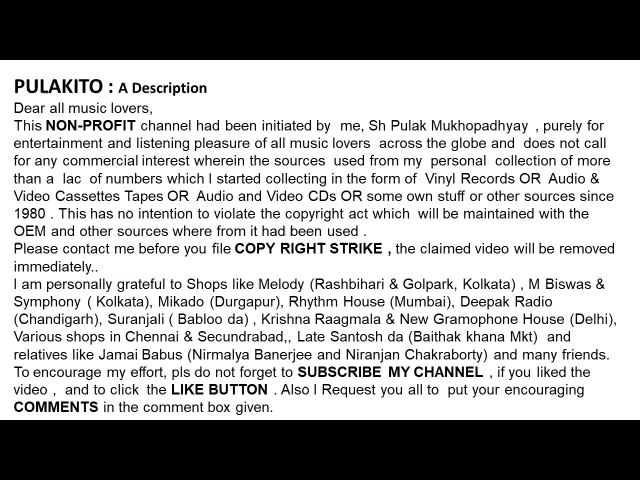 PULAKITO : A Description
Dear all music lovers,
This NON-PROFIT channel had been initiated by me, Sh Pulak Mukhopadhyay , purely for
entertainment and listening pleasure of all music lovers across the globe and does not call
for any commercial interest wherein the sources used from my personal collection of more
than a lac of numbers which I started collecting in the form of Vinyl Records OR Audio &
Video Cassettes Tapes OR Audio and Video CDs OR some own stuff or other sources since
1980 . This has no intention to violate the copyright act which will be maintained with the
OEM and other sources where from it had been used .
Please contact me before you file COPY RIGHT STRIKE , the claimed video will be removed
immediately..
I am personally grateful to Shops like Melody (Rashbihari & Golpark, Kolkata) , M Biswas &
Symphony ( Kolkata), Mikado (Durgapur), Rhythm House (Mumbai), Deepak Radio
(Chandigarh), Suranjali ( Babloo da) , Krishna Raagmala & New Gramophone House (Delhi),
Various shops in Chennai & Secundrabad,, Late Santosh da (Baithak khana Mkt) and
relatives like Jamai Babus (Nirmalya Banerjee and Niranjan Chakraborty) and many friends.
To encourage my effort, pls do not forget to SUBSCRIBE MY CHANNEL , if you liked the
video , and to click the LIKE BUTTON . Also I Request you all to put your encouraging
COMMENTS in the comment box given.